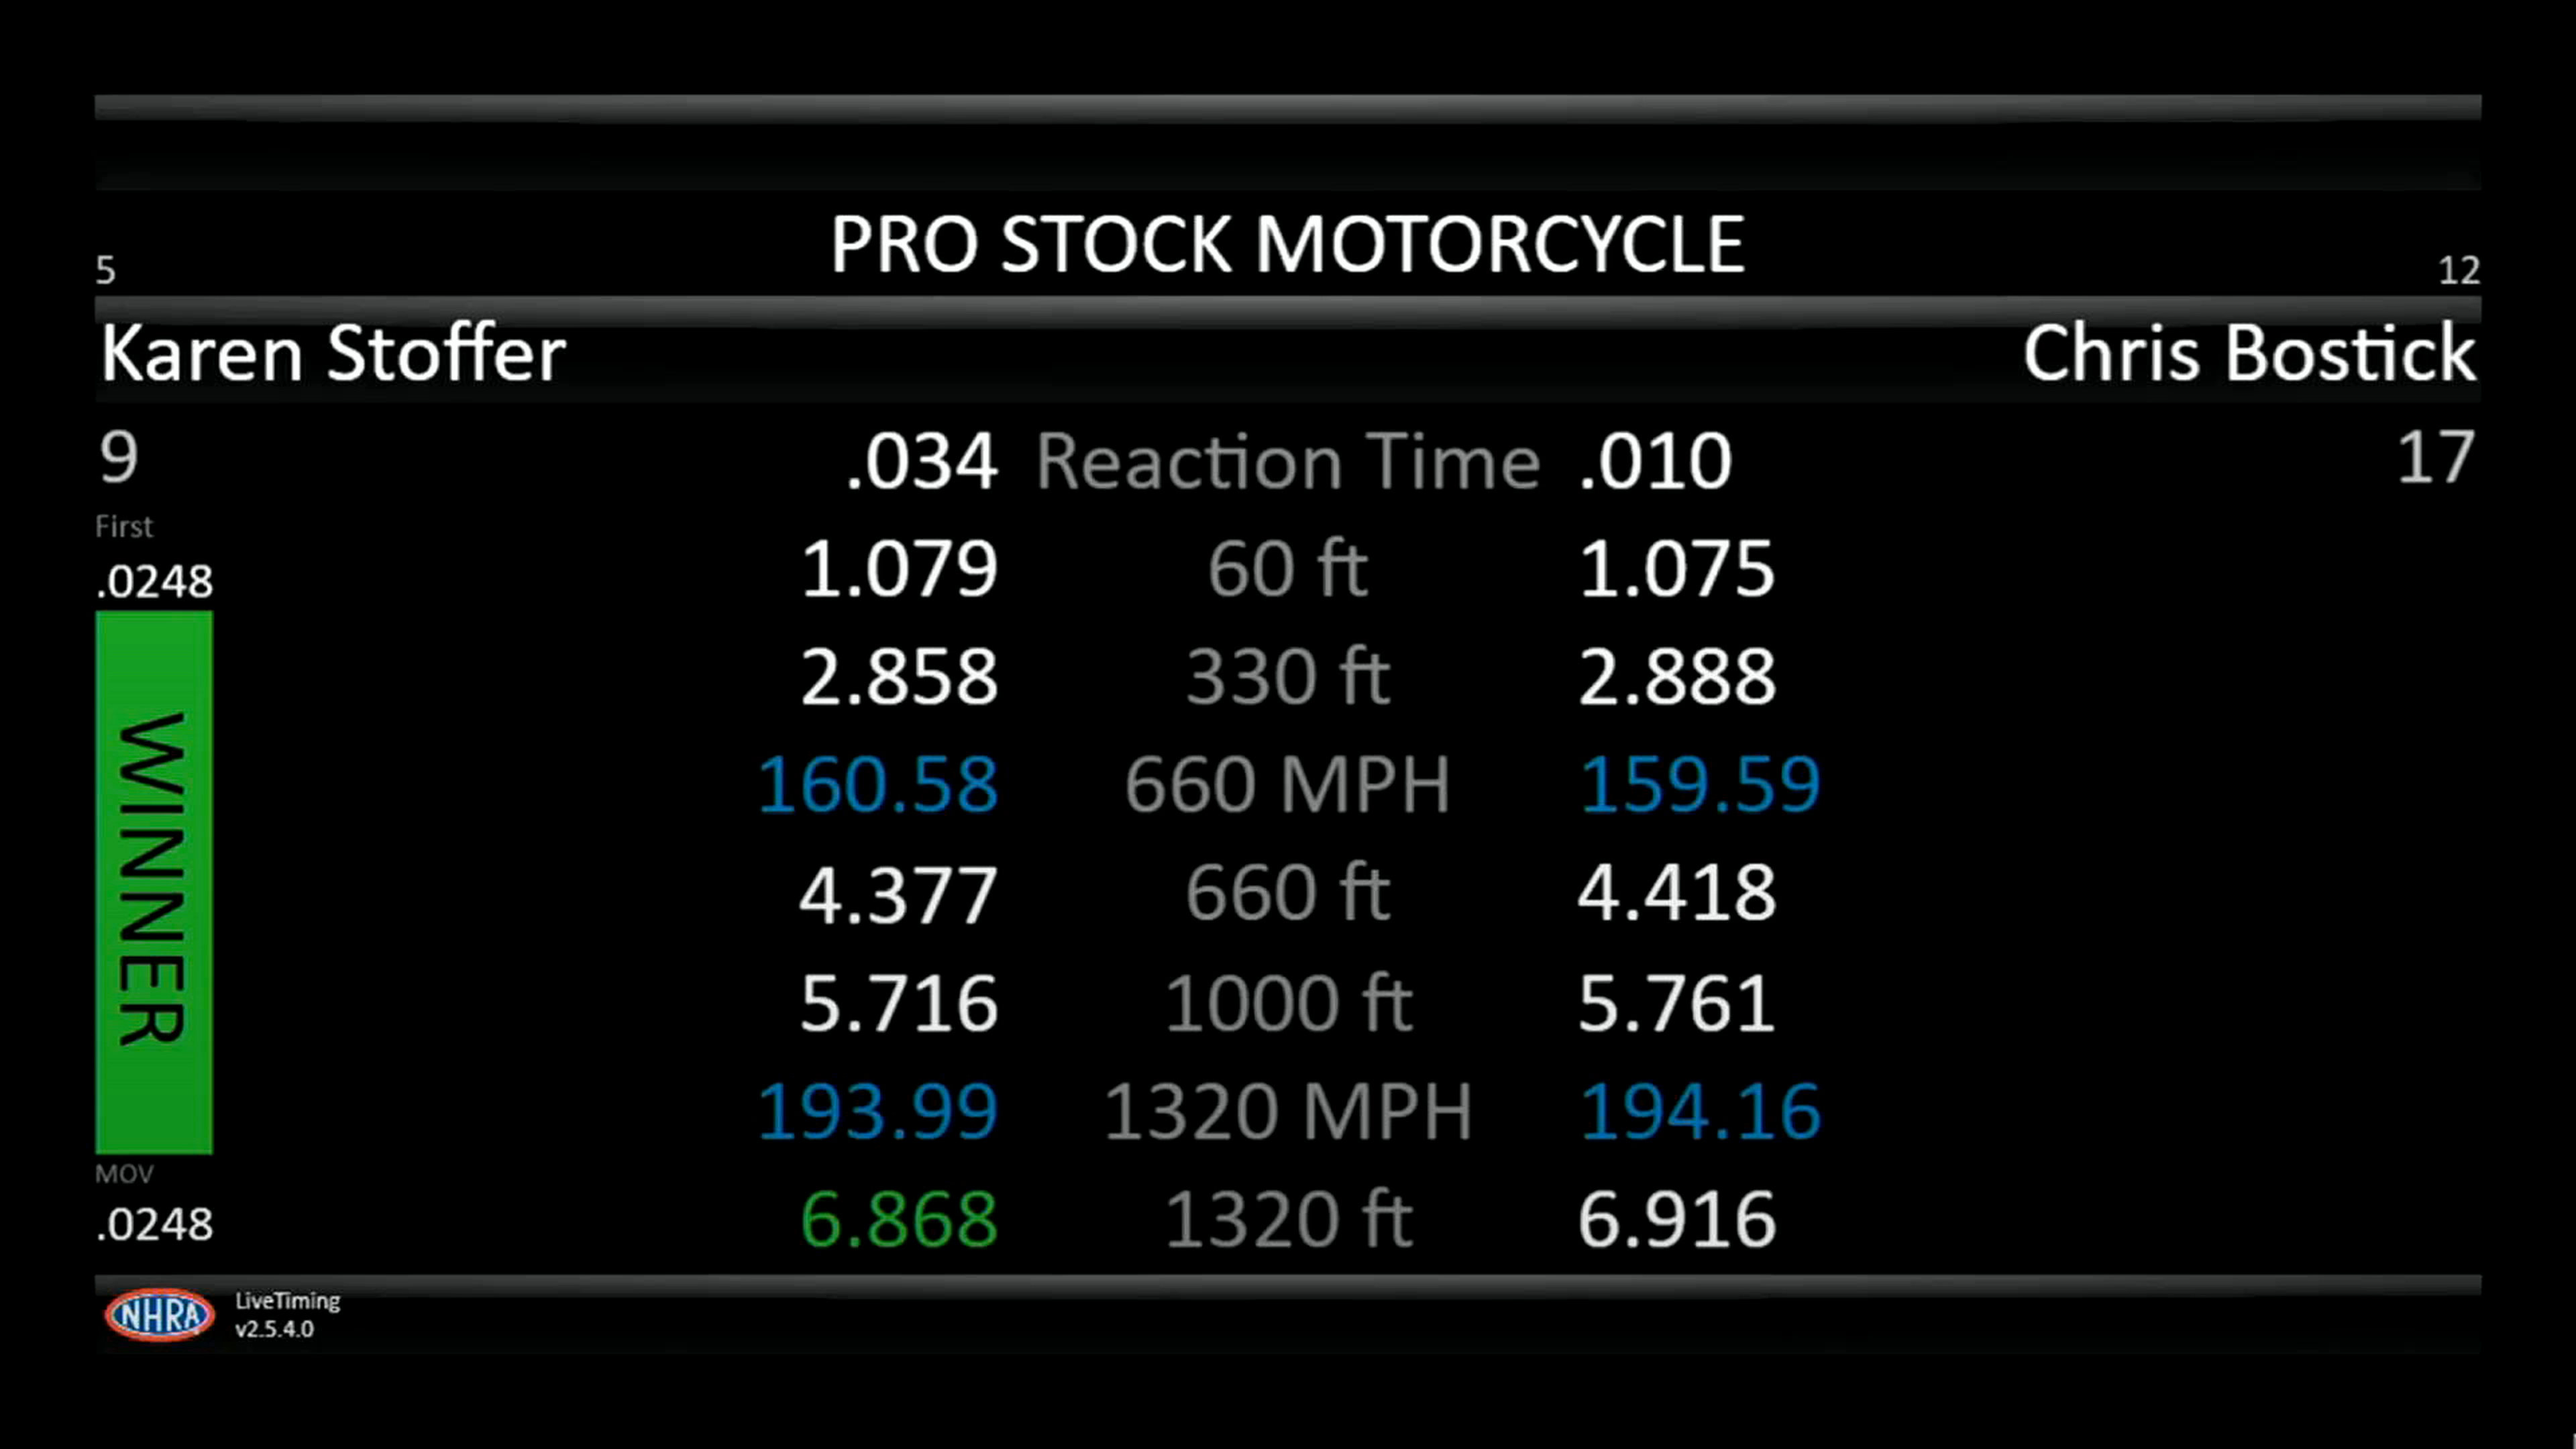 PRO STOCK MOTORCYCLE
5 12
Karen Stoffer Chris Bostick
9 .034 Reaction Time .010 17
First
.0248
1.079 60 ft 1.075
2.858 330 ft 2.888
160.58 660 MPH 159.59
WINNER
4.377 660 ft 4.418
5.716 1000 ft 5.761
193.99 1320 MPH 194.16
MOV
.0248
6.868 1320 ft 6.916
NHRA
LiveTiming
v2.5.4.0